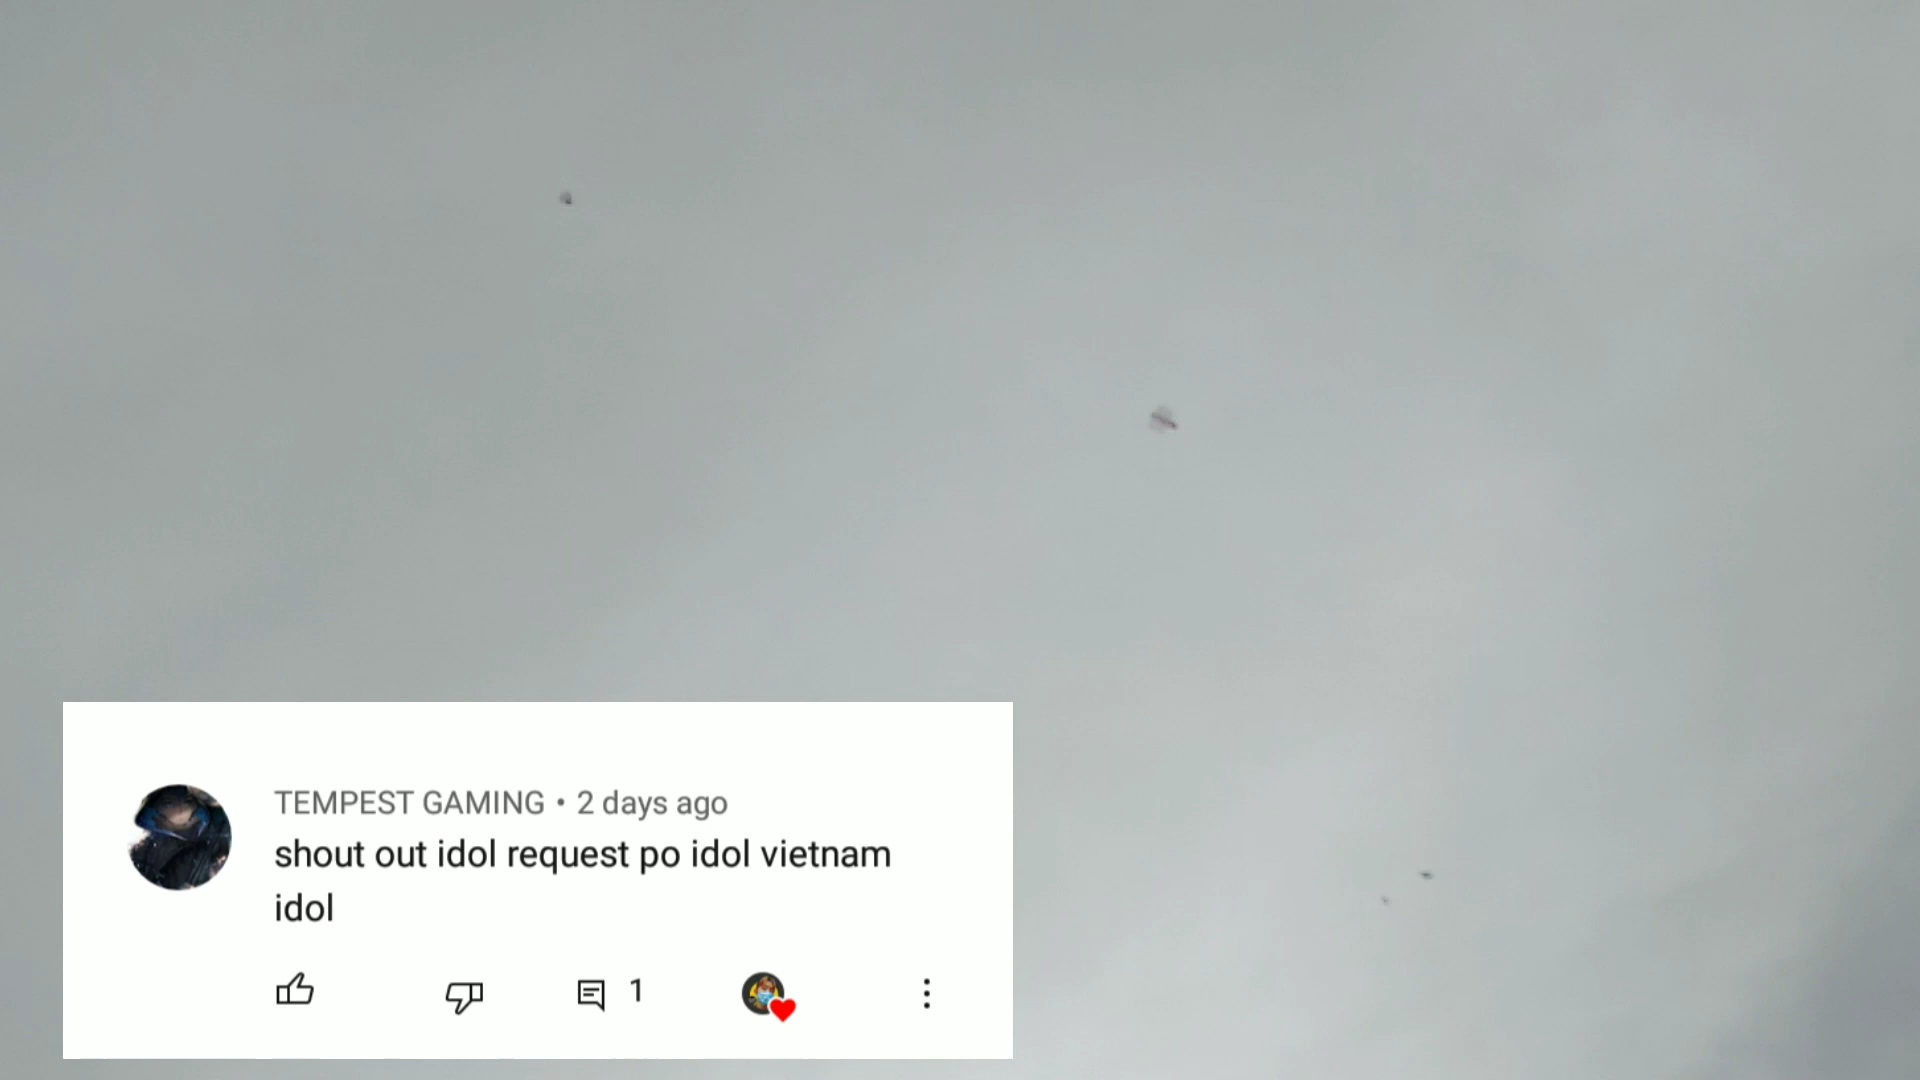 TEMPEST GAMING • 2 days ago
shout out idol request po idol vietnam
idol
1